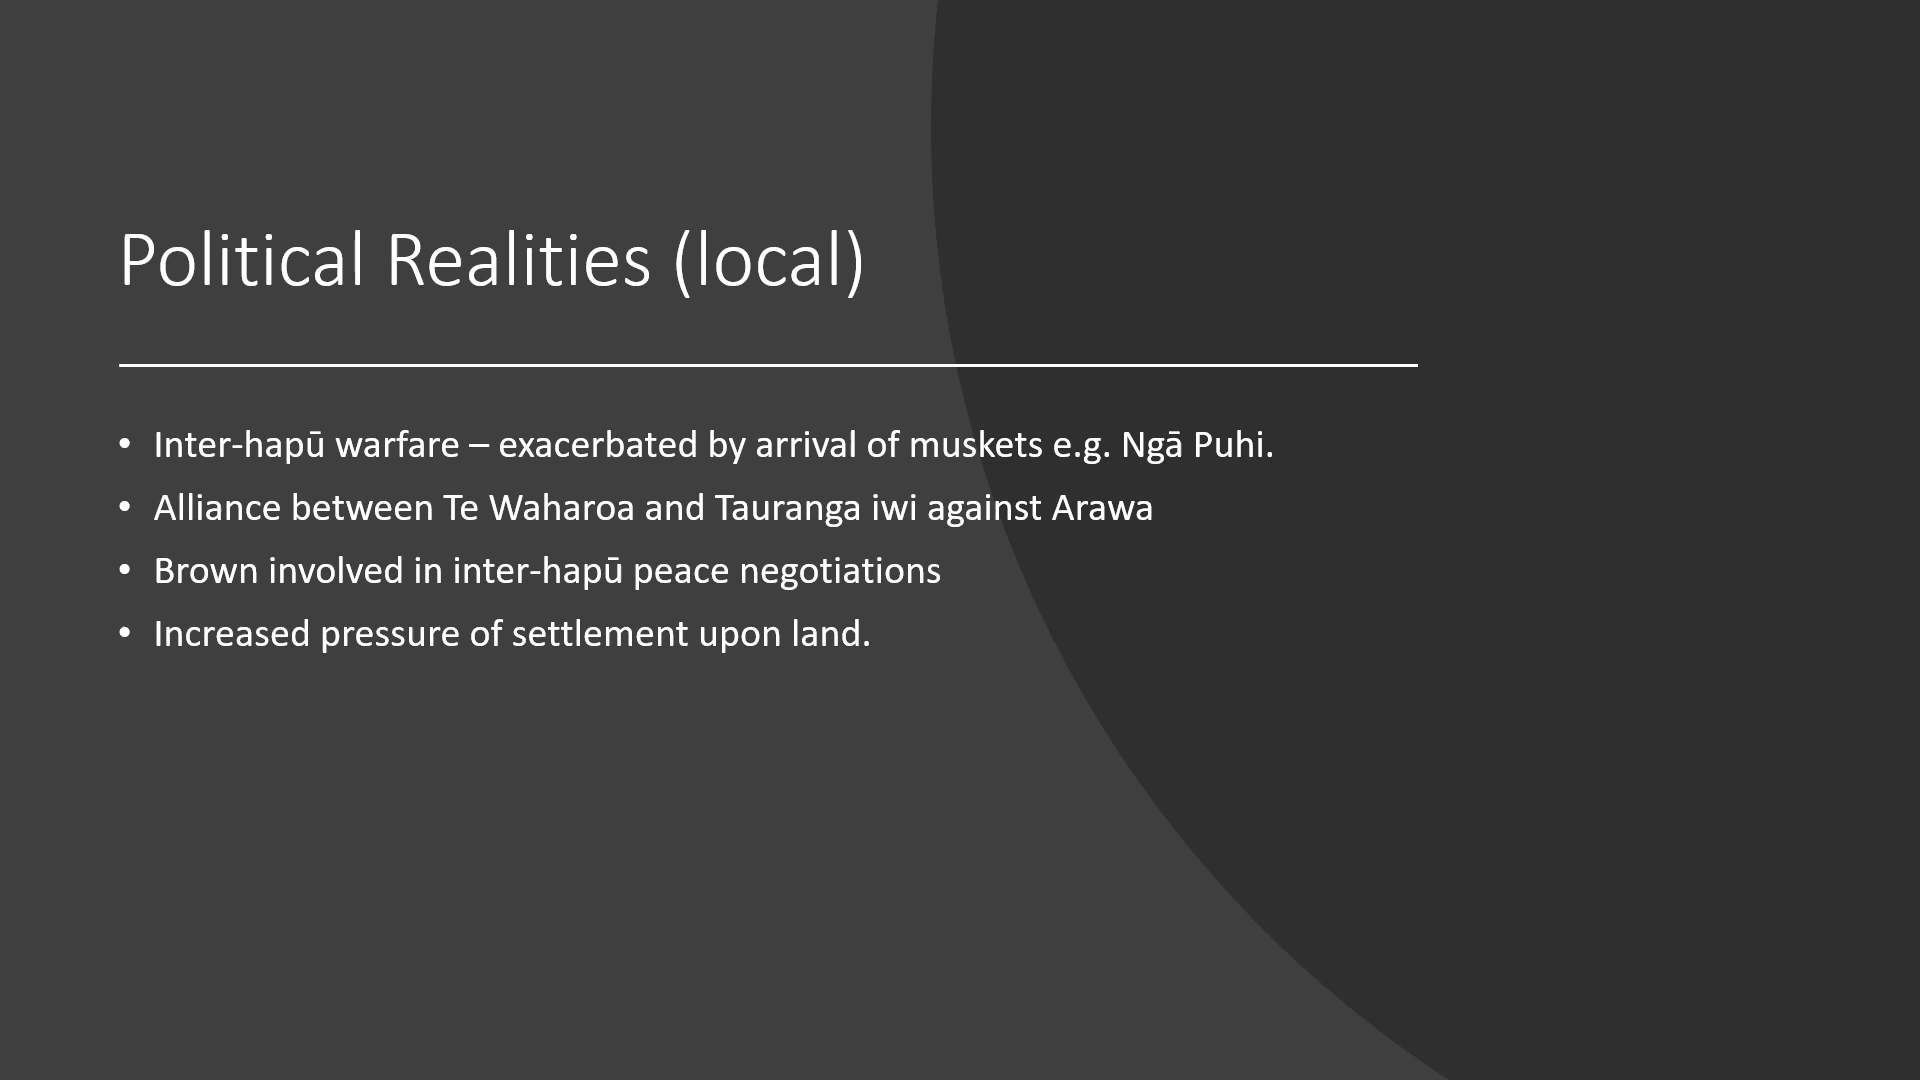 Political Realities (local)
• Inter-hapū warfare – exacerbated by arrival of muskets e.g. Ngā Puhi.
• Alliance between Te Waharoa and Tauranga iwi against Arawa
• Brown involved in inter-hapū peace negotiations
• Increased pressure of settlement upon land.